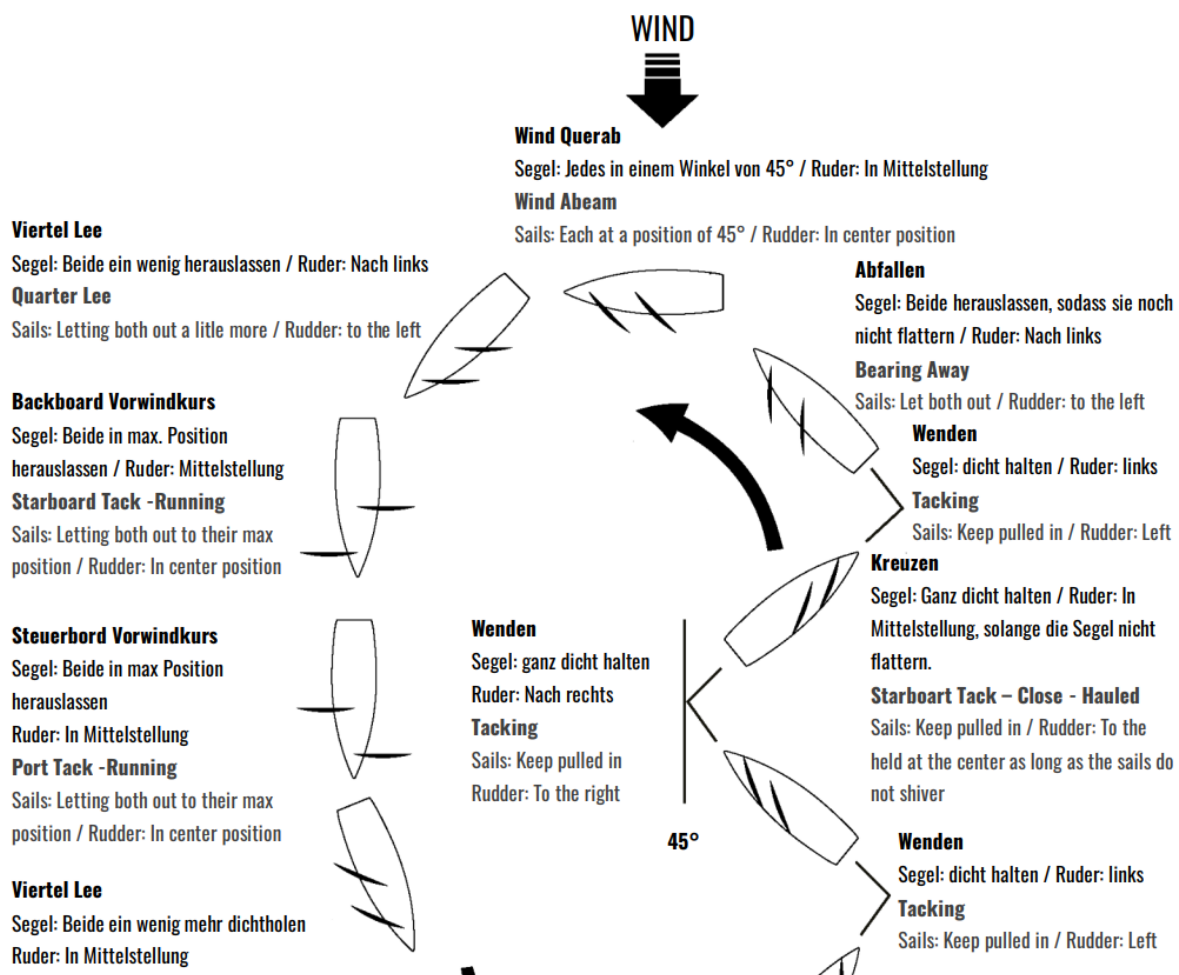 WIND
Wind Querab
Segel: Jedes in einem Winkel von 45° / Ruder: In Mittelstellung
Wind Abeam
Sails: Each at a position of 45° / Rudder: In center position
Viertel Lee
Segel: Beide ein wenig herauslassen / Ruder: Nach links
Quarter Lee
Sails: Letting both out a litle more / Rudder: to the left
Abfallen
Segel: Beide herauslassen, sodass sie noch
nicht flattern / Ruder: Nach links
Bearing Away
Sails: Let both out / Rudder: to the left
Backboard Vorwindkurs
Segel: Beide in max. Position
herauslassen / Ruder: Mittelstellung
Starboard Tack -Running
Sails: Letting both out to their max
position / Rudder: In center position
Wenden
Segel: dicht halten / Ruder: links
Tacking
Sails: Keep pulled in / Rudder: Left
Kreuzen
Segel: Ganz dicht halten / Ruder: In
Mittelstellung, solange die Segel nicht
flattern.
Starboart Tack – Close - Hauled
Sails: Keep pulled in / Rudder: To the
held at the center as long as the sails do
not shiver
Steuerbord Vorwindkurs
Segel: Beide in max Position
herauslassen
Ruder: In Mittelstellung
Port Tack -Running
Sails: Letting both out to their max
position / Rudder: In center position
Wenden
Segel: ganz dicht halten
Ruder: Nach rechts
Tacking
Sails: Keep pulled in
Rudder: To the right
45°
Wenden
Segel: dicht halten / Ruder: links
Tacking
Sails: Keep pulled in / Rudder: Left
Viertel Lee
Segel: Beide ein wenig mehr dichtholen
Ruder: In Mittelstellung